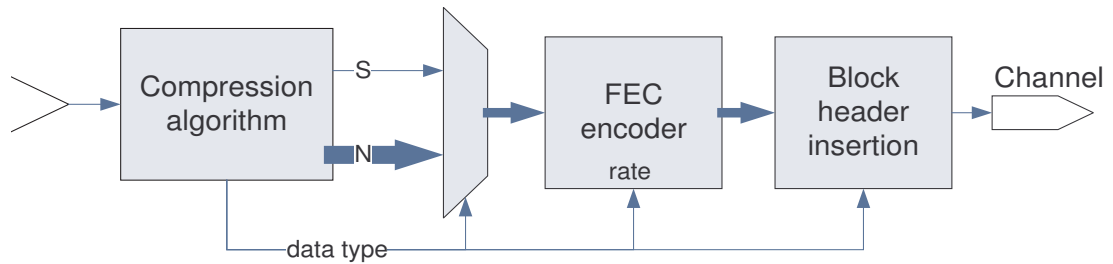 Compression
algorithm
S
N
FEC
encoder
rate
Block
header
insertion
Channel
data type